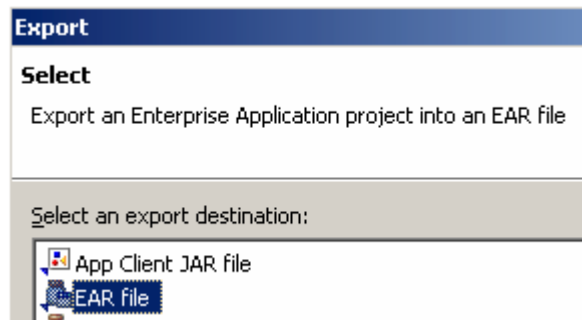 Export
Select
Export an Enterprise Application project into an EAR file
Select an export destination:
App Client JAR file
EAR file